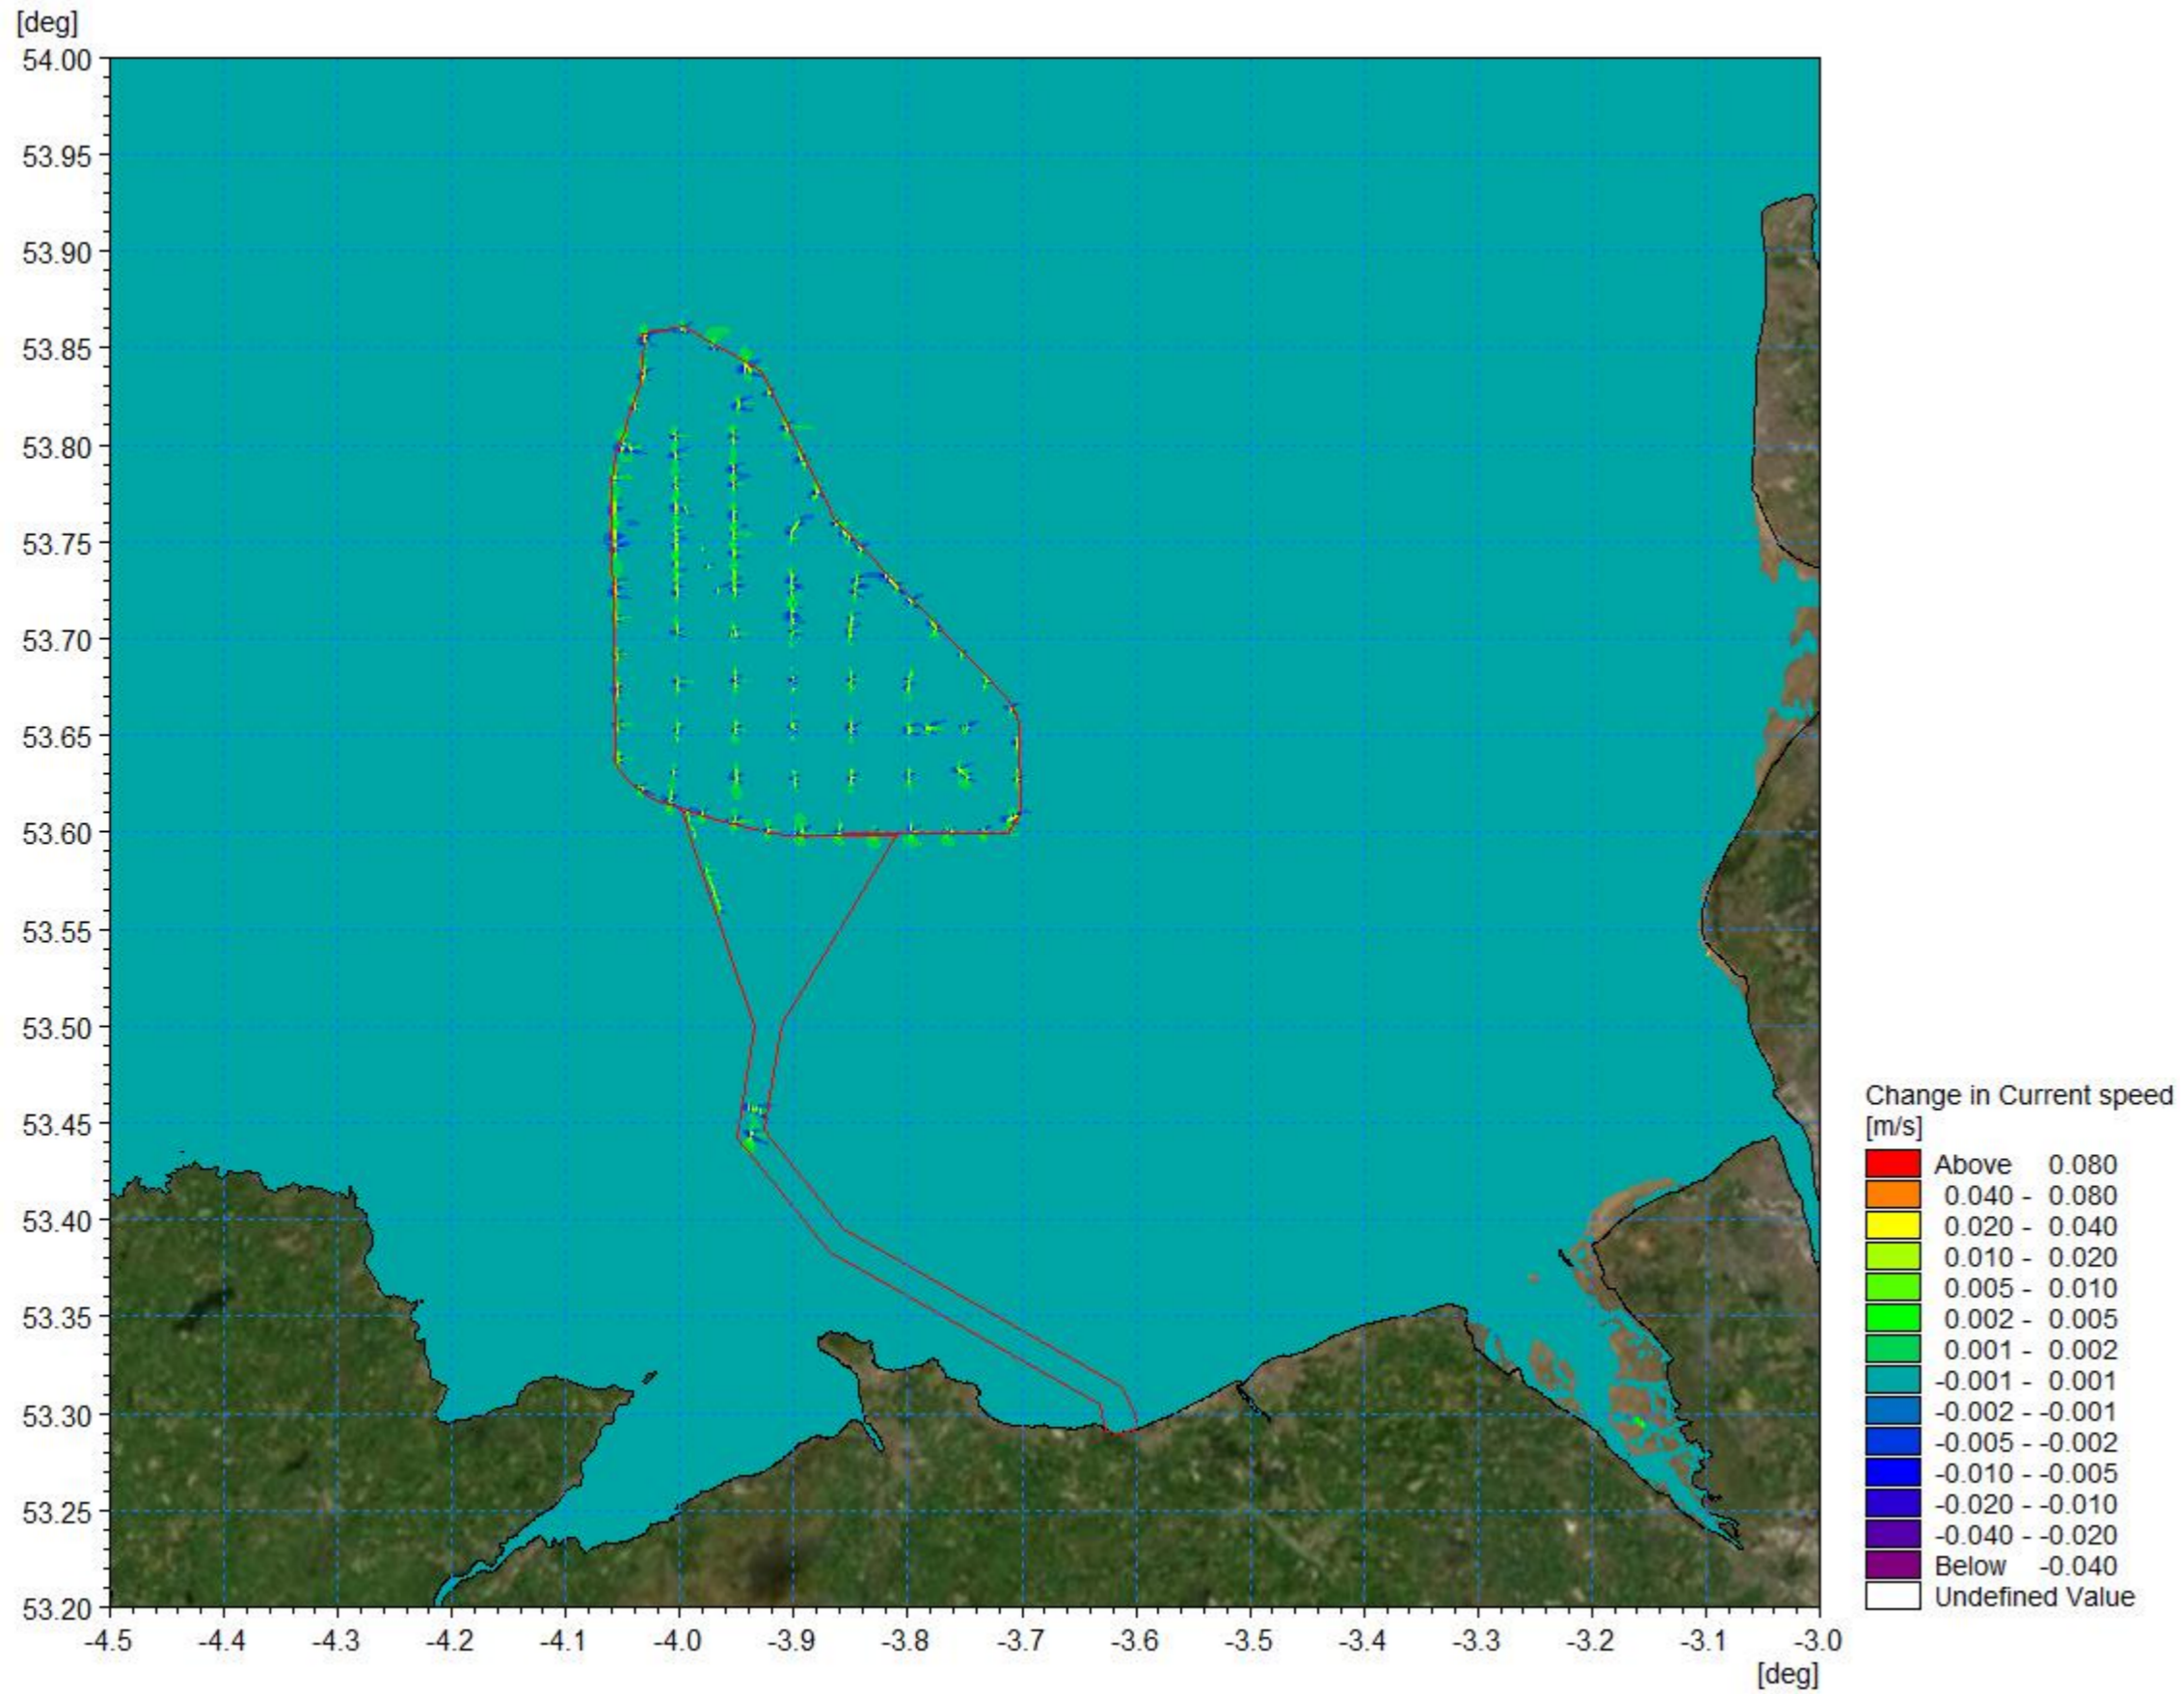 [deg]
54.00
53.95
53.90
53.85
53.80
53.75
53.70
53.65
53.60
53.55
53.50
53.45
53.40
53.35
53.30
53.25
53.20
-4.5 -4.4 -4.3 -4.2 -4.1 -4.0 -3.9 -3.8 -3.7 -3.6 -3.5 -3.4 -3.3 -3.2 -3.1 -3.0
[deg]
Change in Current speed
[m/s]
Above 0.080
0.040 - 0.080
0.020 - 0.040
0.010 - 0.020
0.005 - 0.010
0.002 - 0.005
0.001 - 0.002
-0.001 - 0.001
-0.002 - -0.001
-0.005 - -0.002
-0.010 - -0.005
-0.020 - -0.010
-0.040 - -0.020
Below -0.040
Undefined Value